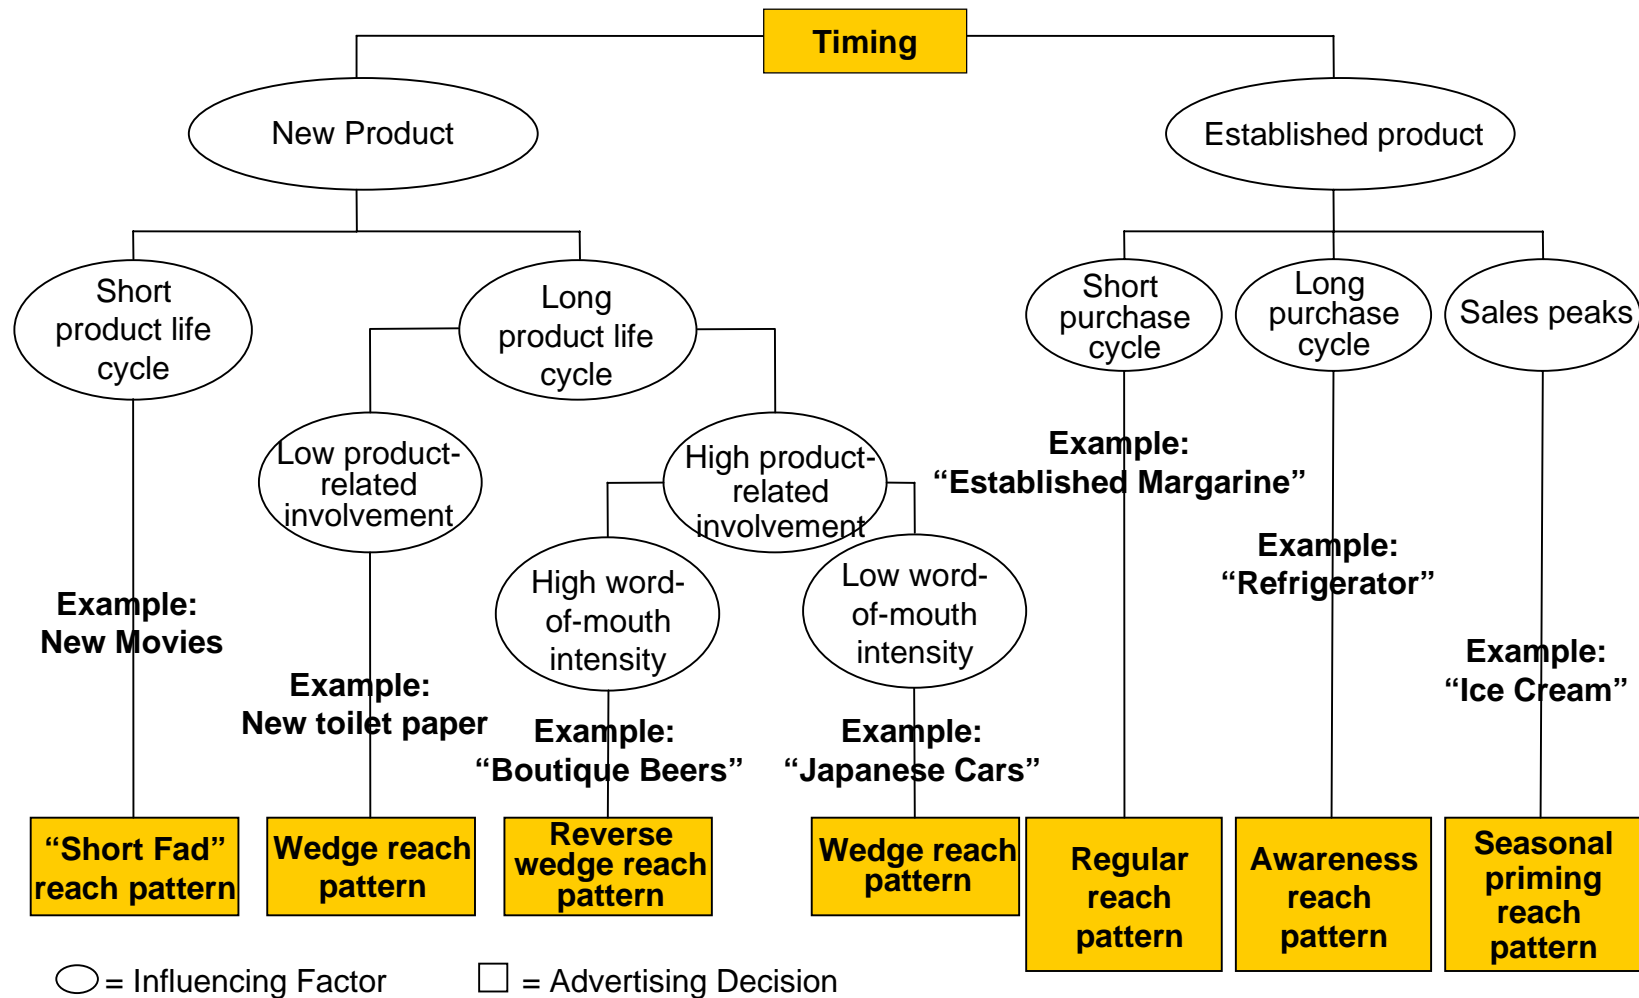 Timing
New Product
Established product
Short
product life
cycle
Long
product life
cycle
Short
purchase
cycle
Long
purchase
cycle
Sales peaks
Low product-
related
involvement
High product-
related
involvement
High word-
of-mouth
intensity
Low word-
of-mouth
intensity
Example:
“Established Margarine”
Example:
“Refrigerator”
Example:
New Movies
Example:
“Ice Cream”
Example:
New toilet paper
Example:
“Boutique Beers”
Example:
“Japanese Cars”
“Short Fad”
reach pattern
Wedge reach
pattern
Reverse
wedge reach
pattern
Wedge reach
pattern
Regular
reach
pattern
Awareness
reach
pattern
Seasonal
priming
reach
pattern
= Influencing Factor
= Advertising Decision